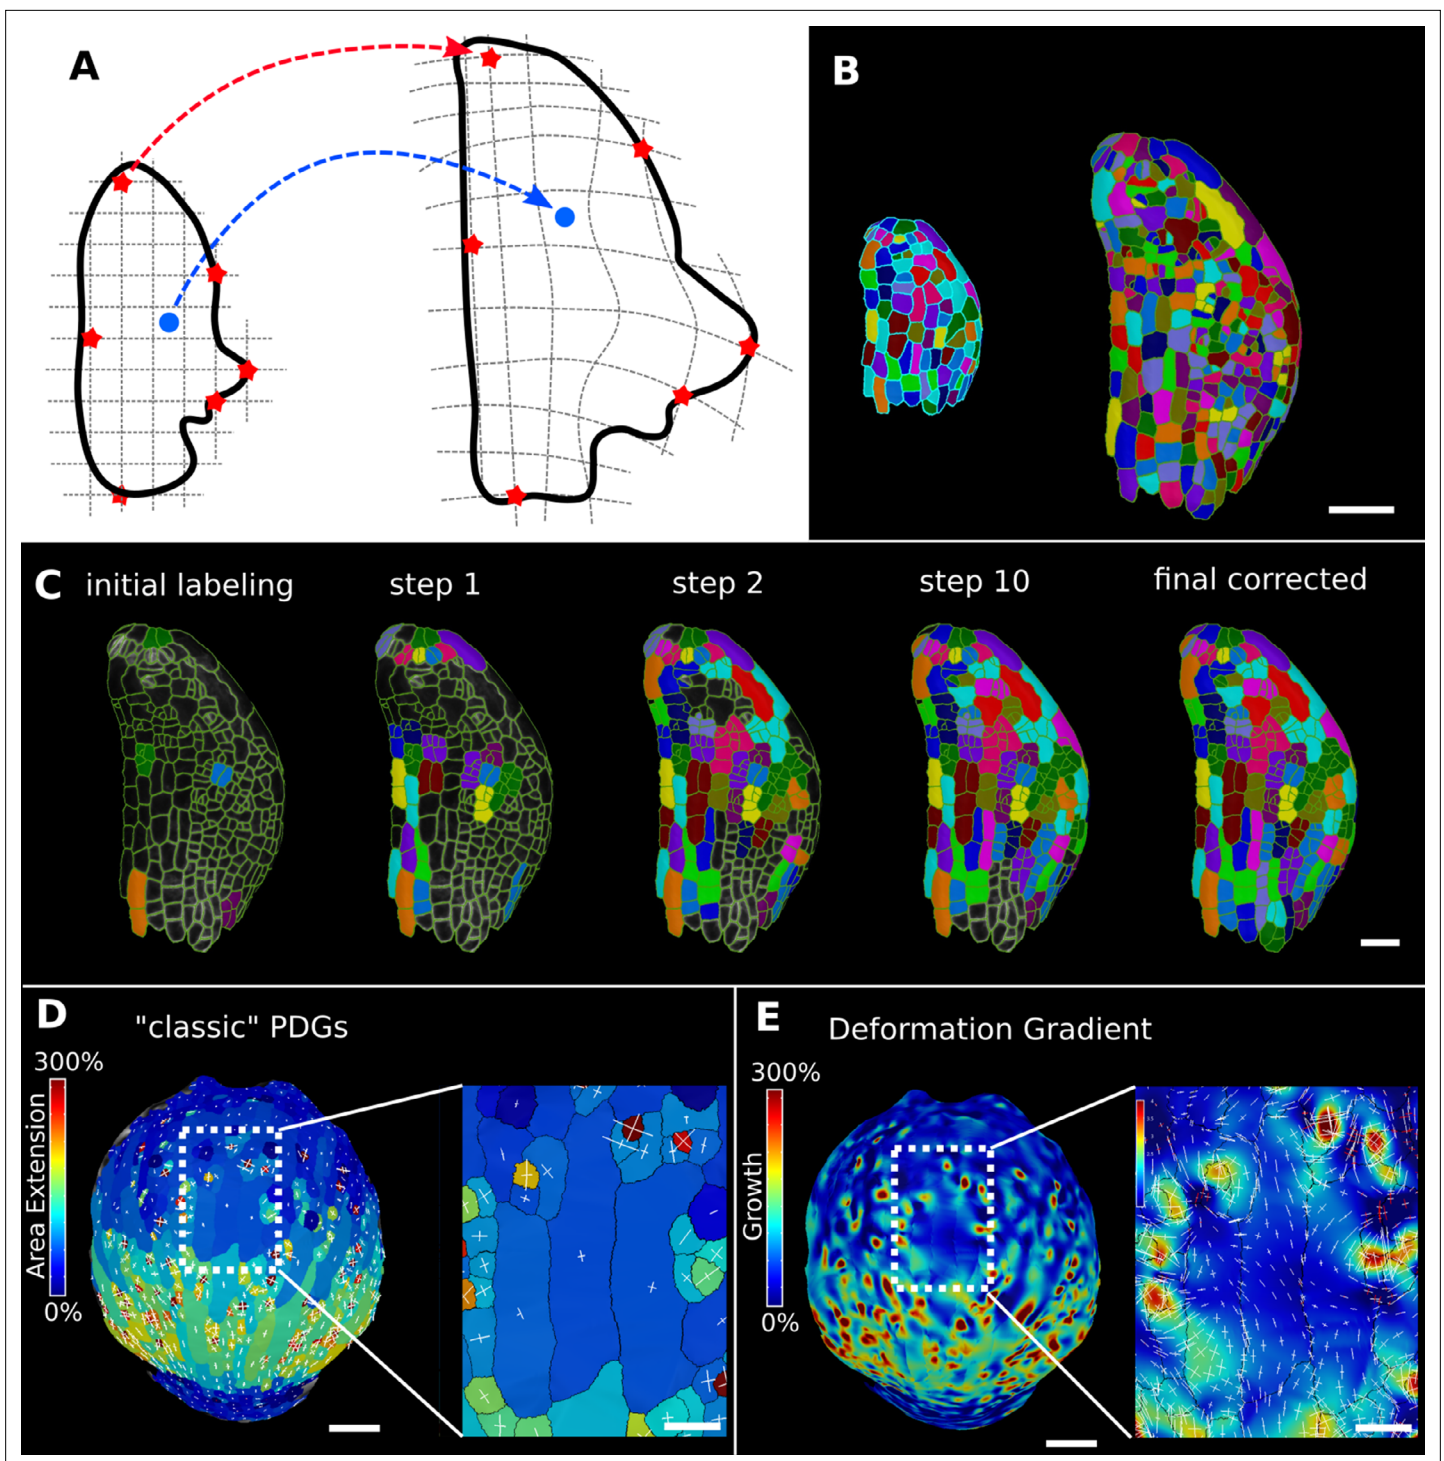 A
B
C
initial labeling
step 1
step 2
step 10
final corrected
D
"classic" PDGs
300%
Area Extension
0%
E
Deformation Gradient
300%
Growth
0%